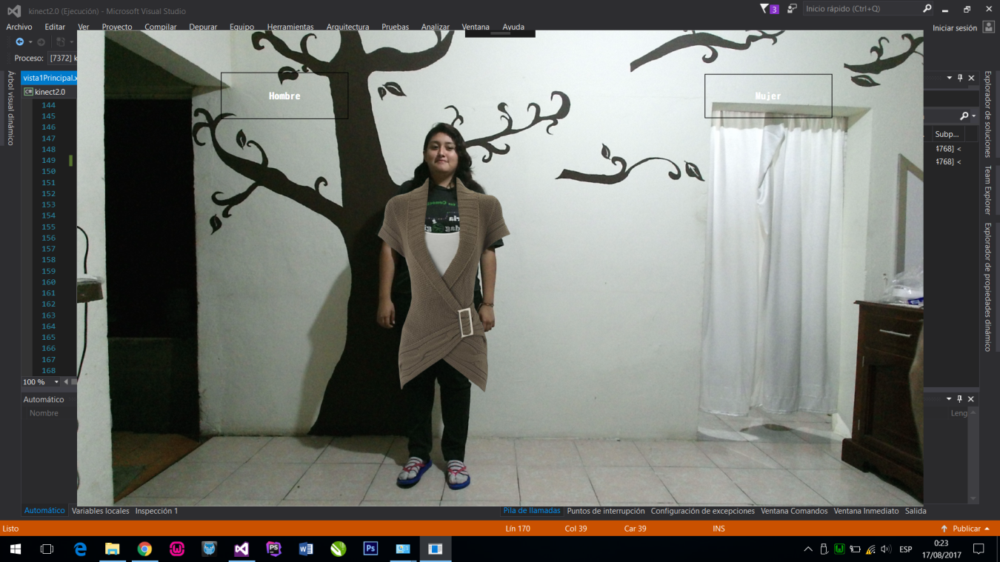 kinect2.0 (Ejecución) - Microsoft Visual Studio
3
Inicio rápido (Ctrl+Q)
Archivo Editar Ver Proyecto Compilar Depurar Equipo Herramientas Arquitectura Pruebas Analizar Ventana Ayuda
Iniciar sesión
Proceso: [7372] k
Árbol visual dinámico
vista1Principal.x
C# kinect2.0
Hombre
Mujer
144
145
146
147
148
149
150
151
152
153
154
155
156
157
158
159
160
161
162
163
164
165
166
167
168
100 %
Subp...
768] <
768] <
Explorador de soluciones
Team Explorer
Explorador de propiedades dinámico
Automático
Nombre
Leng
Automático Variables locales Inspección 1
Pila de llamadas Puntos de interrupción Configuración de excepciones Ventana Comandos Ventana Inmediato Salida
Listo
Lín 170
Col 39
Car 39
INS
Publicar
Ps
ESP
0:23
17/08/2017